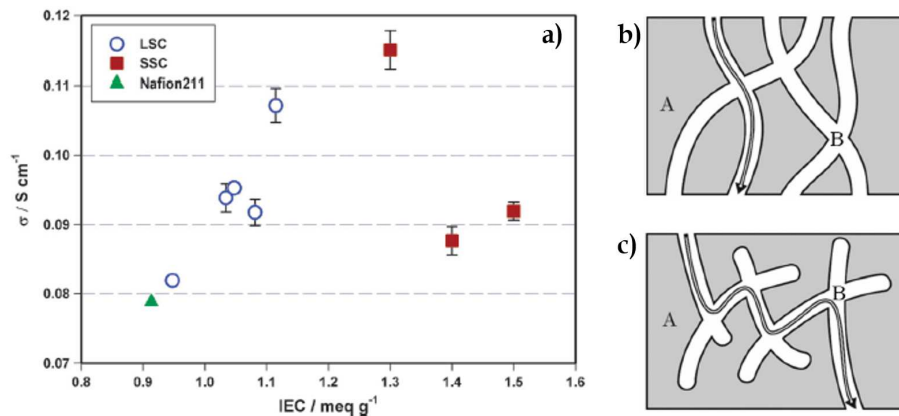 a)
LSC
SSC
Nafion211
0.12
0.11
0.10
0.09
0.08
0.07
σ / S cm⁻¹
0.8 0.9 1.0 1.1 1.2 1.3 1.4 1.5 1.6
IEC / meq g⁻¹
b)
A
B
c)
A
B